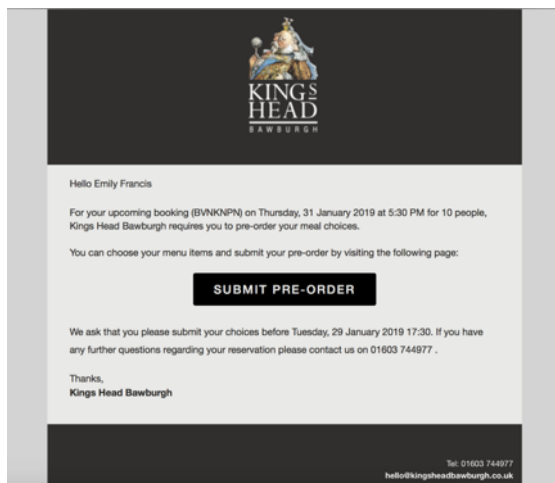 KINGS
HEAD
BAWBURGH
Hello Emily Francis
For your upcoming booking (BVNKNPN) on Thursday, 31 January 2019 at 5:30 PM for 10 people,
Kings Head Bawburgh requires you to pre-order your meal choices.
You can choose your menu items and submit your pre-order by visiting the following page:
SUBMIT PRE-ORDER
We ask that you please submit your choices before Tuesday, 29 January 2019 17:30. If you have
any further questions regarding your reservation please contact us on 01603 744977 .
Thanks,
Kings Head Bawburgh
Tel: 01603 744977
hello@kingsheadbawburgh.co.uk